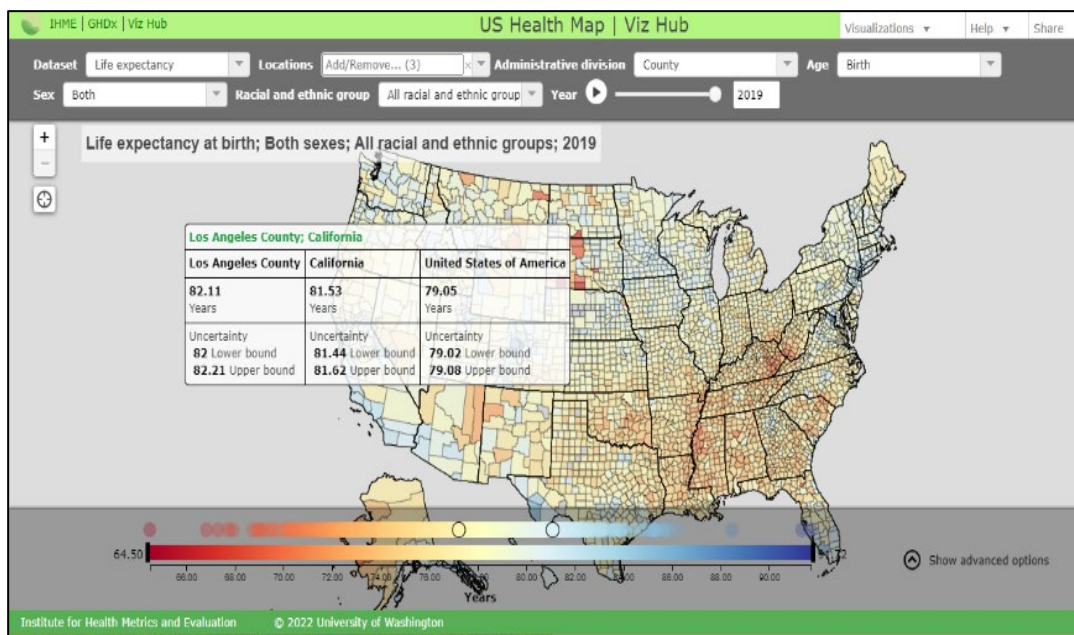 IHME | GHDx | Viz Hub
US Health Map | Viz Hub
Visualizations
Help
Share
Dataset Life expectancy Locations Add/Remove... (3) × Administrative division County Age Birth
Sex Both Racial and ethnic group All racial and ethnic group Year 2019
+
−
Life expectancy at birth; Both sexes; All racial and ethnic groups; 2019
Los Angeles County; California
Los Angeles County California United States of America
82.11 81.53 79.05
Years Years Years
Uncertainty Uncertainty Uncertainty
82 Lower bound 81.44 Lower bound 79.02 Lower bound
82.21 Upper bound 81.62 Upper bound 79.08 Upper bound
64.50
66.00 68.00 70.00 72.00 74.00 76.00 78.00 80.00 82.00 84.00 86.00 88.00 90.00
Years
Show advanced options
Institute for Health Metrics and Evaluation © 2022 University of Washington